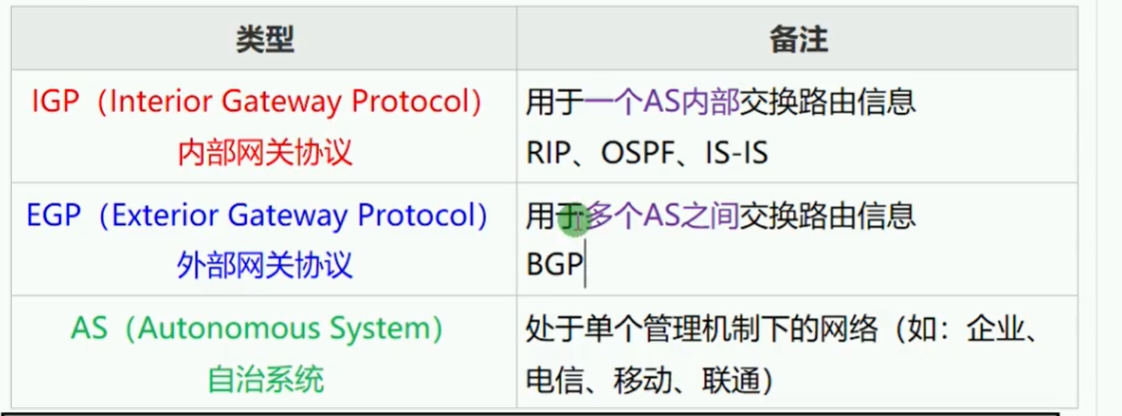 类型
备注
IGP（Interior Gateway Protocol）
内部网关协议
用于一个AS内部交换路由信息
RIP、OSPF、IS-IS
EGP（Exterior Gateway Protocol）
外部网关协议
用于多个AS之间交换路由信息
BGP
AS（Autonomous System）
自治系统
处于单个管理机制下的网络（如：企业、
电信、移动、联通）